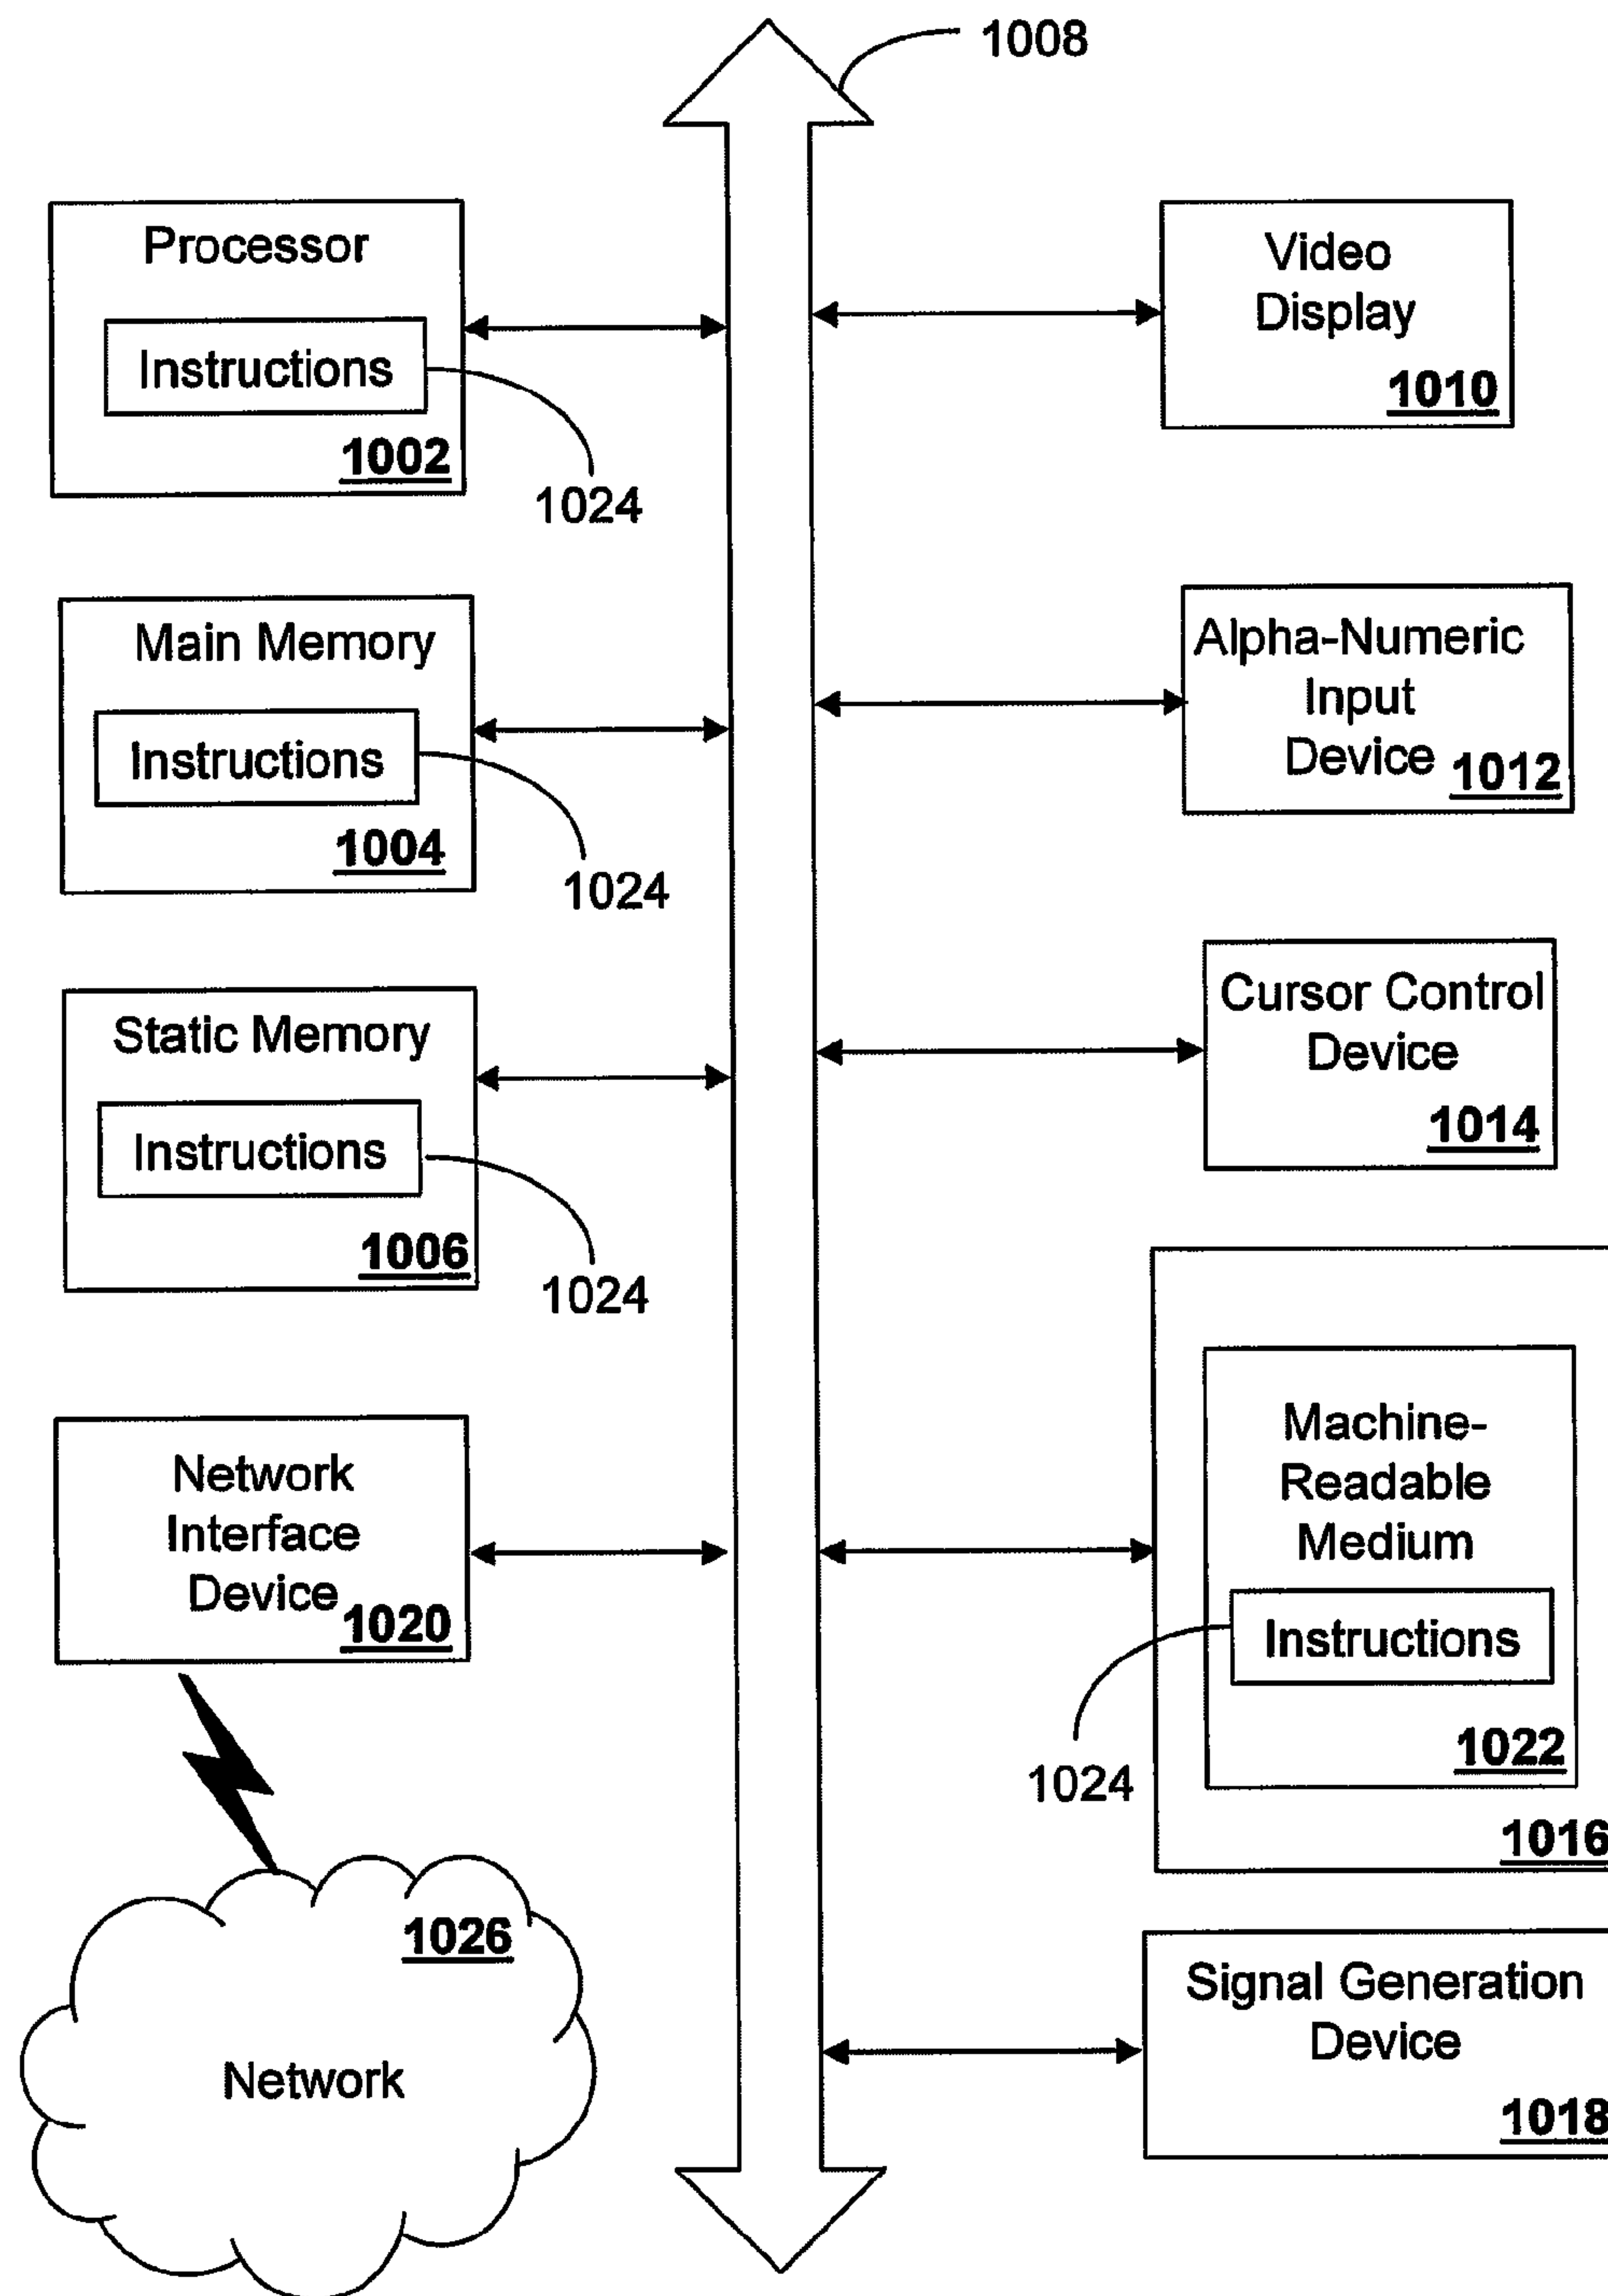 1008
Processor
Instructions
1002
1024
Video
Display
1010
Main Memory
Instructions
1004
1024
Alpha-Numeric
Input
Device
1012
Static Memory
Instructions
1006
1024
Cursor Control
Device
1014
Network
Interface
Device
1020
Machine-
Readable
Medium
Instructions
1022
1024
1016
1026
Network
Signal Generation
Device
1018